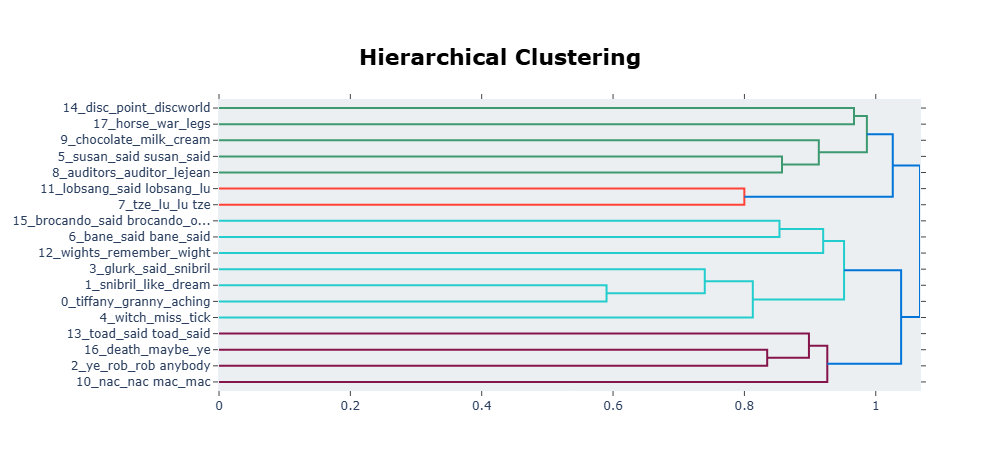 Hierarchical Clustering
14_disc_point_discworld
17_horse_war_legs
9_chocolate_milk_cream
5_susan_said susan_said
8_auditors_auditor_lejean
11_lobsang_said lobsang_lu
7_tze_lu_lu tze
15_brocando_said brocando_o...
6_bane_said bane_said
12_wights_remember_wight
3_glurk_said_snibril
1_snibril_like_dream
0_tiffany_granny_aching
4_witch_miss_tick
13_toad_said toad_said
16_death_maybe_ye
2_ye_rob_rob anybody
10_nac_nac mac_mac
0 0.2 0.4 0.6 0.8 1